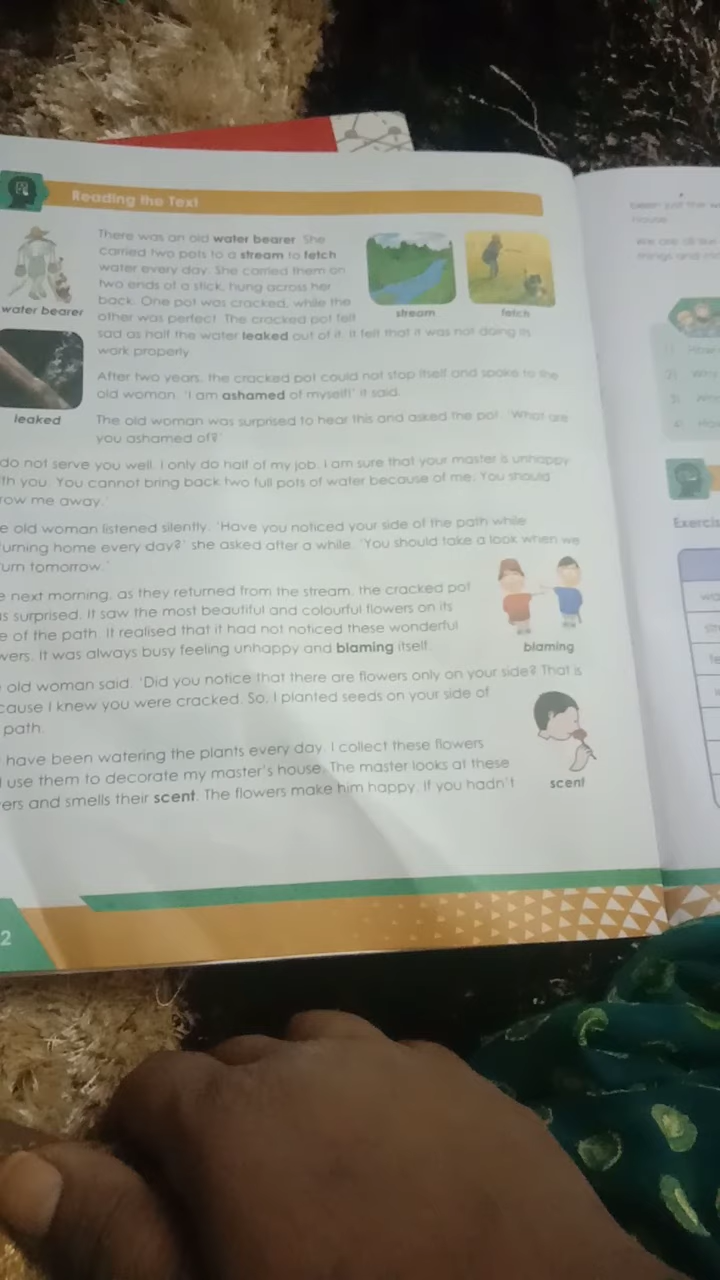 Reading the Text
There was an old water bearer. She
carried two pots to a stream to fetch
water every day. She carried them on
two ends of a stick, hung across her
back. One pot was cracked, while the
other was perfect. The cracked pot felt
sad as half the water leaked out of it. It felt that it was not doing its
work properly.
water bearer
stream
fetch
After two years, the cracked pot could not stop itself and spoke to the
old woman. 'I am ashamed of myself!' it said.
leaked
The old woman was surprised to hear this and asked the pot, 'What are
you ashamed of?'
do not serve you well. I only do half of my job. I am sure that your master is unhappy
th you. You cannot bring back two full pots of water because of me. You should
row me away.'
e old woman listened silently. 'Have you noticed your side of the path while
urning home every day?' she asked after a while. 'You should take a look when we
urn tomorrow.'
e next morning, as they returned from the stream, the cracked pot
s surprised. It saw the most beautiful and colourful flowers on its
e of the path. It realised that it had not noticed these wonderful
wers. It was always busy feeling unhappy and blaming itself.
blaming
old woman said, 'Did you notice that there are flowers only on your side? That is
cause I knew you were cracked. So, I planted seeds on your side of
path.
have been watering the plants every day. I collect these flowers
use them to decorate my master's house. The master looks at these
ers and smells their scent. The flowers make him happy. If you hadn't
scent
2
been just the w
house.
We are all
things and
Exercis